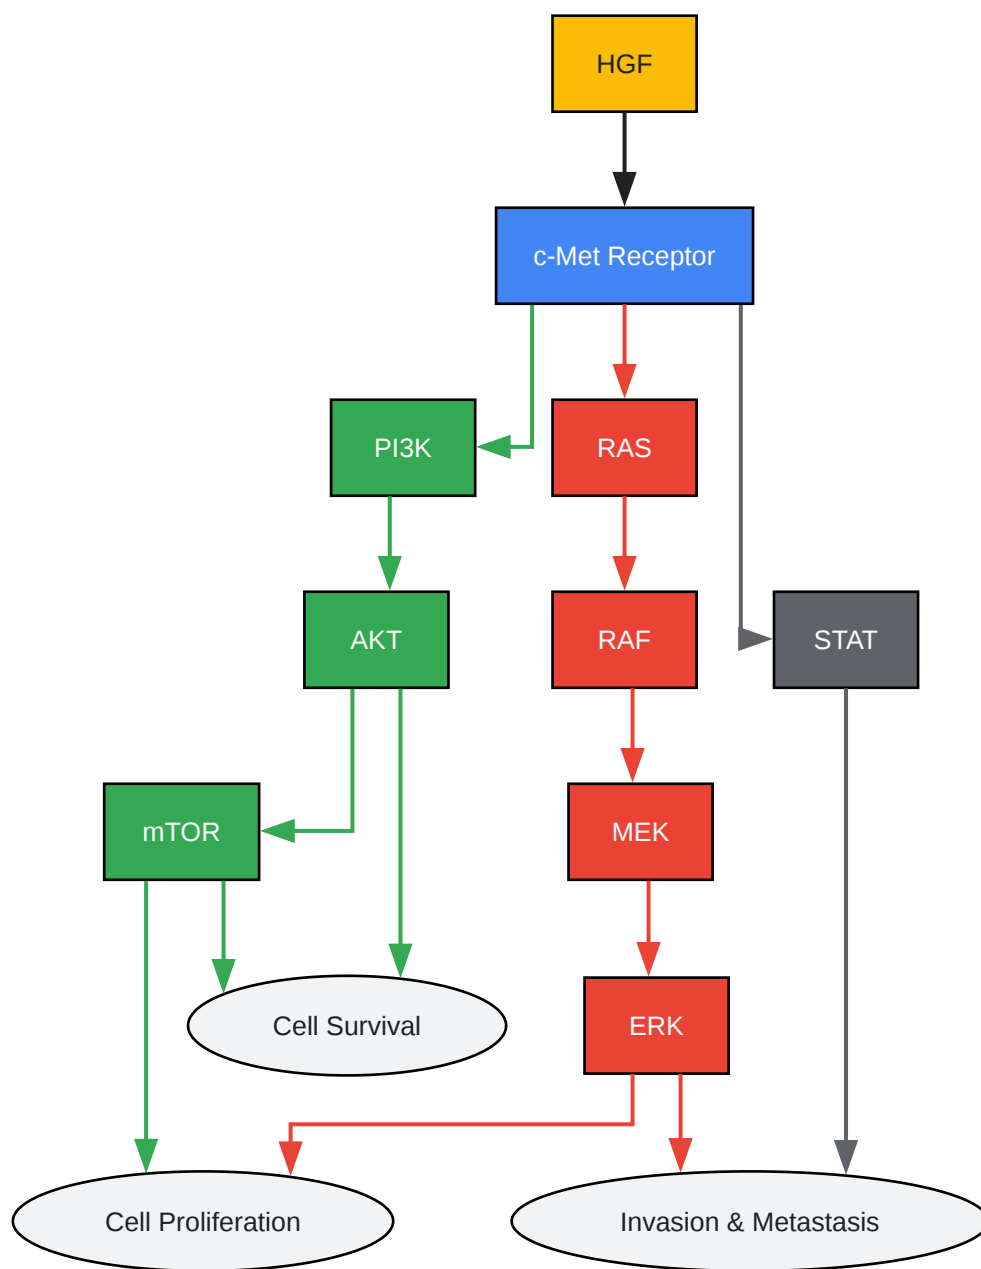 HGF
c-Met Receptor
PI3K
RAS
AKT
RAF
STAT
mTOR
MEK
Cell Survival
ERK
Cell Proliferation
Invasion & Metastasis